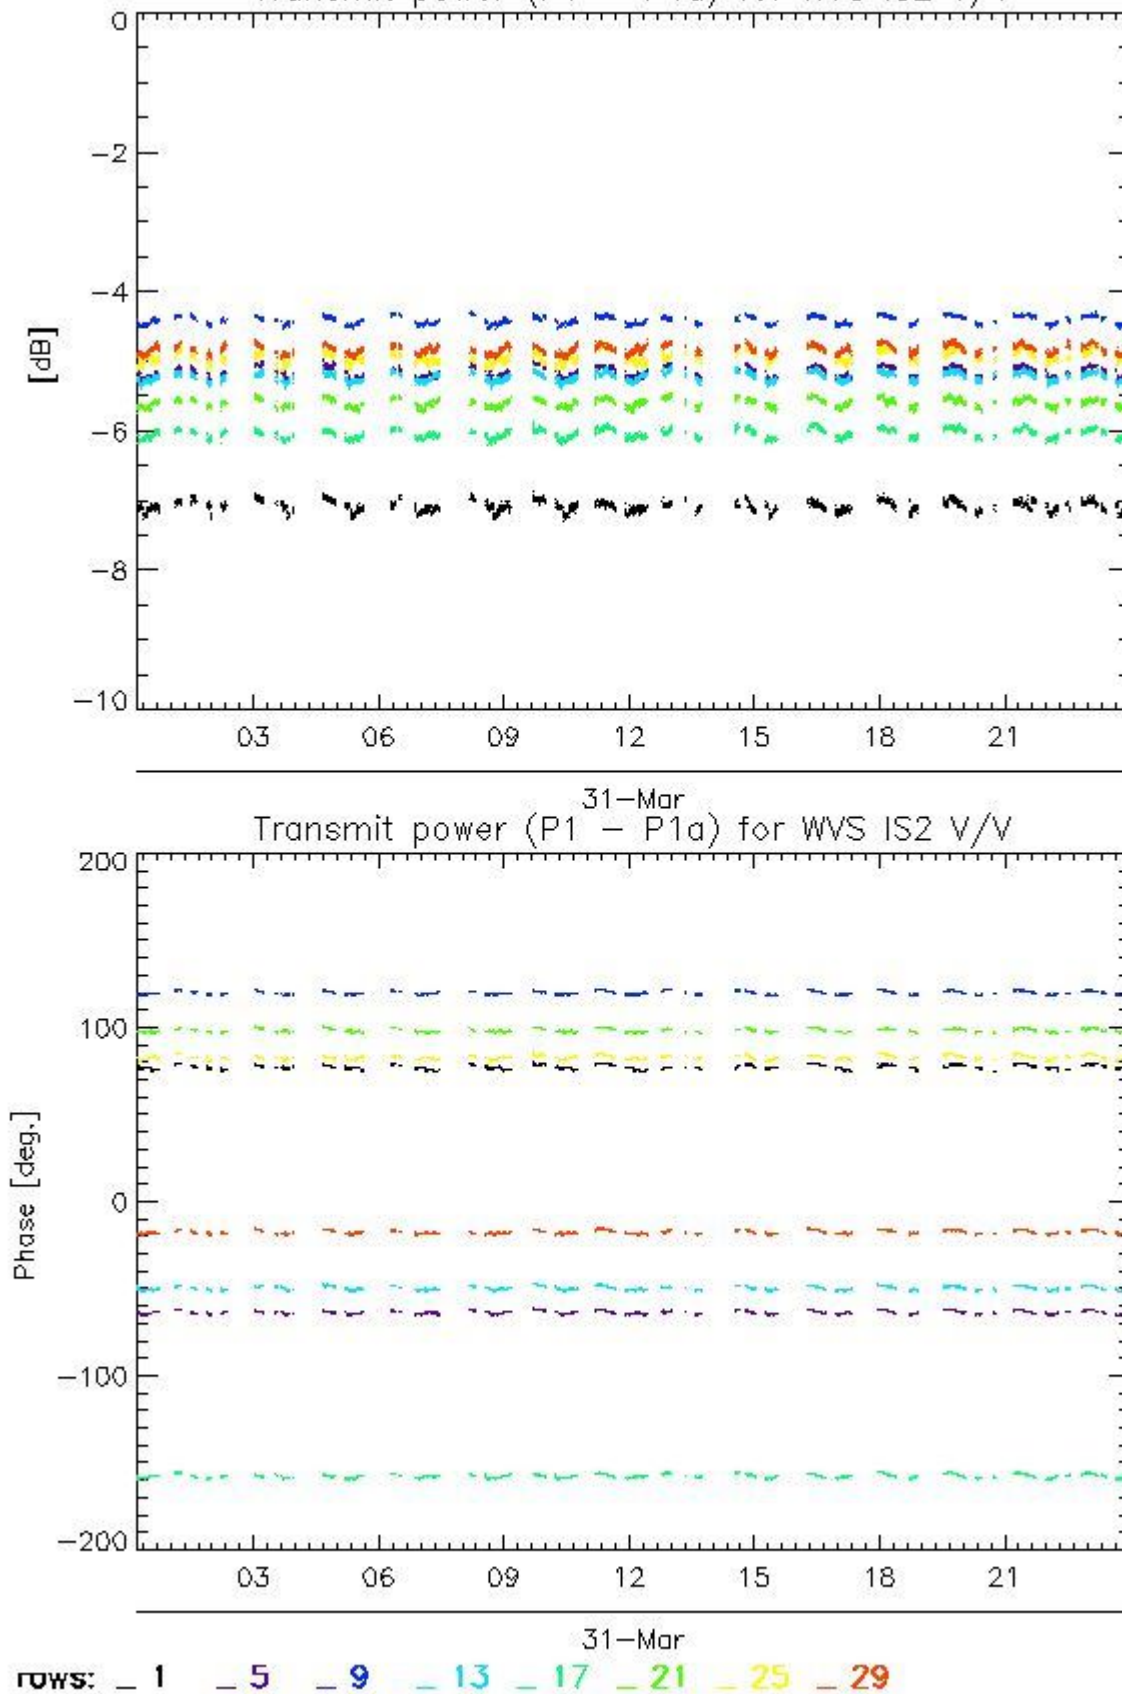 0
−2
−4
[dB]
−6
−8
−10
03 06 09 12 15 18 21
31−Mar
Transmit power (P1 − P1a) for WVS IS2 V/V
200
100
0
Phase [deg.]
−100
−200
03 06 09 12 15 18 21
31−Mar
rows: _ 1 _ 5 _ 9 _ 13 _ 17 _ 21 _ 25 _ 29